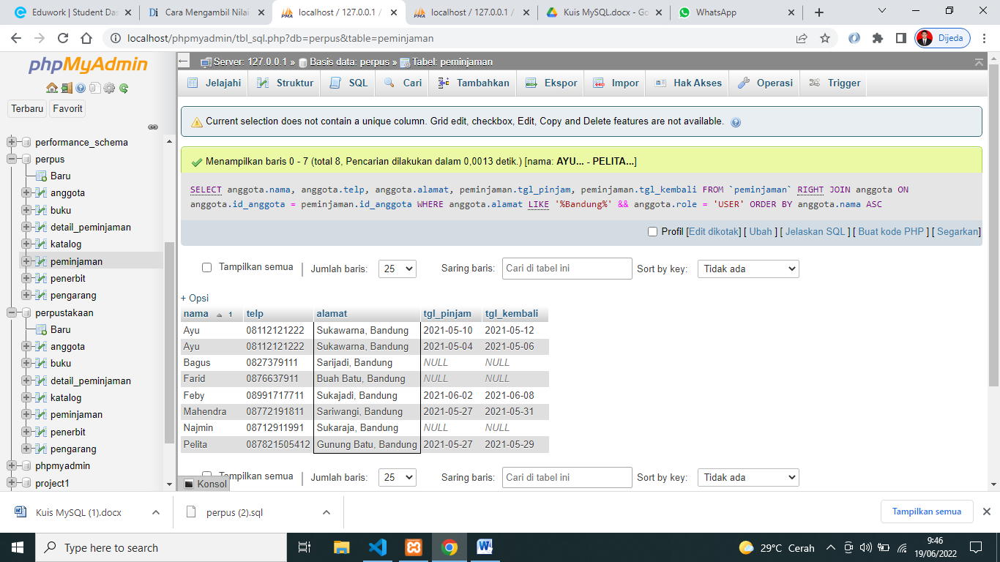 Eduwork | Student Das
Cara Mengambil Nilai
localhost / 127.0.0.1 /
localhost / 127.0.0.1 /
Kuis MySQL.docx - Go
WhatsApp
localhost/phpmyadmin/tbl_sql.php?db=perpus&table=peminjaman
Dijeda
phpMyAdmin
Terbaru
Favorit
performance_schema
perpus
Baru
anggota
buku
detail_peminjaman
katalog
peminjaman
penerbit
pengarang
perpustakaan
Baru
anggota
buku
detail_peminjaman
katalog
peminjaman
penerbit
pengarang
phpmyadmin
project1
Server: 127.0.0.1 » Basis data: perpus » Tabel: peminjaman
Jelajahi Struktur SQL Cari Tambahkan Ekspor Impor Hak Akses Operasi Trigger
Current selection does not contain a unique column. Grid edit, checkbox, Edit, Copy and Delete features are not available.
Menampilkan baris 0 - 7 (total 8, Pencarian dilakukan dalam 0,0013 detik.) [nama: AYU... - PELITA...]
SELECT anggota.nama, anggota.telp, anggota.alamat, peminjaman.tgl_pinjam, peminjaman.tgl_kembali FROM `peminjaman` RIGHT JOIN anggota ON
anggota.id_anggota = peminjaman.id_anggota WHERE anggota.alamat LIKE '%Bandung%' && anggota.role = 'USER' ORDER BY anggota.nama ASC
Profil [Edit dikotak] [ Ubah ] [ Jelaskan SQL ] [ Buat kode PHP ] [ Segarkan]
Tampilkan semua | Jumlah baris: 25 Saring baris: Cari di tabel ini Sort by key: Tidak ada
+ Opsi
nama 1 telp alamat tgl_pinjam tgl_kembali
Ayu 08112121222 Sukawarna, Bandung 2021-05-10 2021-05-12
Ayu 08112121222 Sukawarna, Bandung 2021-05-04 2021-05-06
Bagus 0827379111 Sarijadi, Bandung NULL NULL
Farid 0876637911 Buah Batu, Bandung NULL NULL
Feby 08991717711 Sukajadi, Bandung 2021-06-02 2021-06-08
Mahendra 08772191811 Sariwangi, Bandung 2021-05-27 2021-05-31
Najmin 08712911991 Sukaraja, Bandung NULL NULL
Pelita 087821505412 Gunung Batu, Bandung 2021-05-27 2021-05-29
Tampilkan semua | Jumlah baris: 25 Saring baris: Cari di tabel ini Sort by key: Tidak ada
Konsol
Kuis MySQL (1).docx
perpus (2).sql
Tampilkan semua
Type here to search
29°C Cerah
9:46
19/06/2022